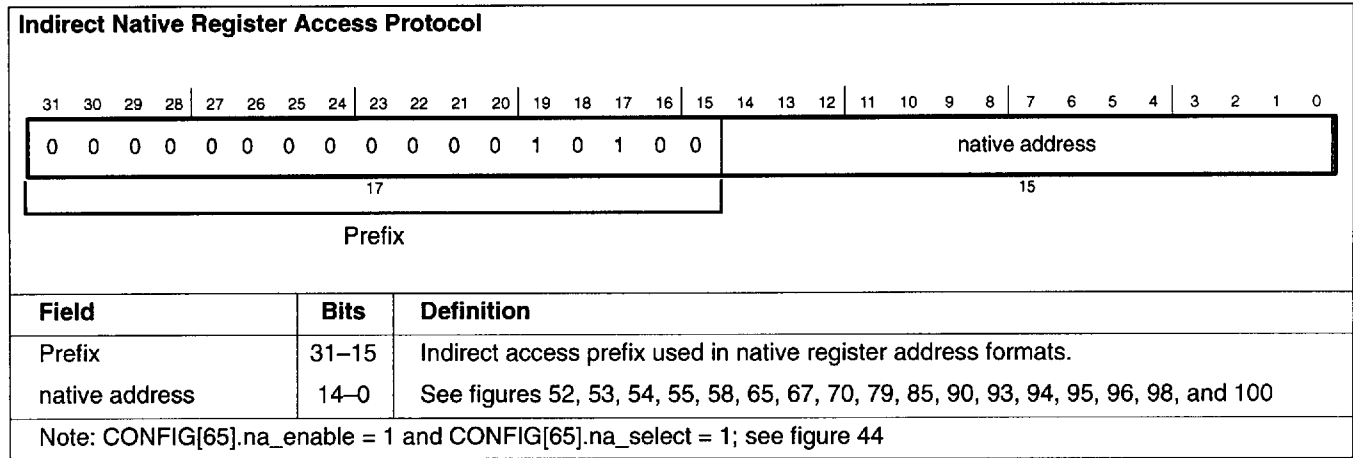 Indirect Native Register Access Protocol
31 30 29 28 27 26 25 24 23 22 21 20 19 18 17 16 15 14 13 12 11 10 9 8 7 6 5 4 3 2 1 0
0 0 0 0 0 0 0 0 0 0 0 0 1 0 1 0 0 native address
17 15
Prefix
Field Bits Definition
Prefix 31–15 Indirect access prefix used in native register address formats.
native address 14–0 See figures 52, 53, 54, 55, 58, 65, 67, 70, 79, 85, 90, 93, 94, 95, 96, 98, and 100
Note: CONFIG[65].na_enable = 1 and CONFIG[65].na_select = 1; see figure 44